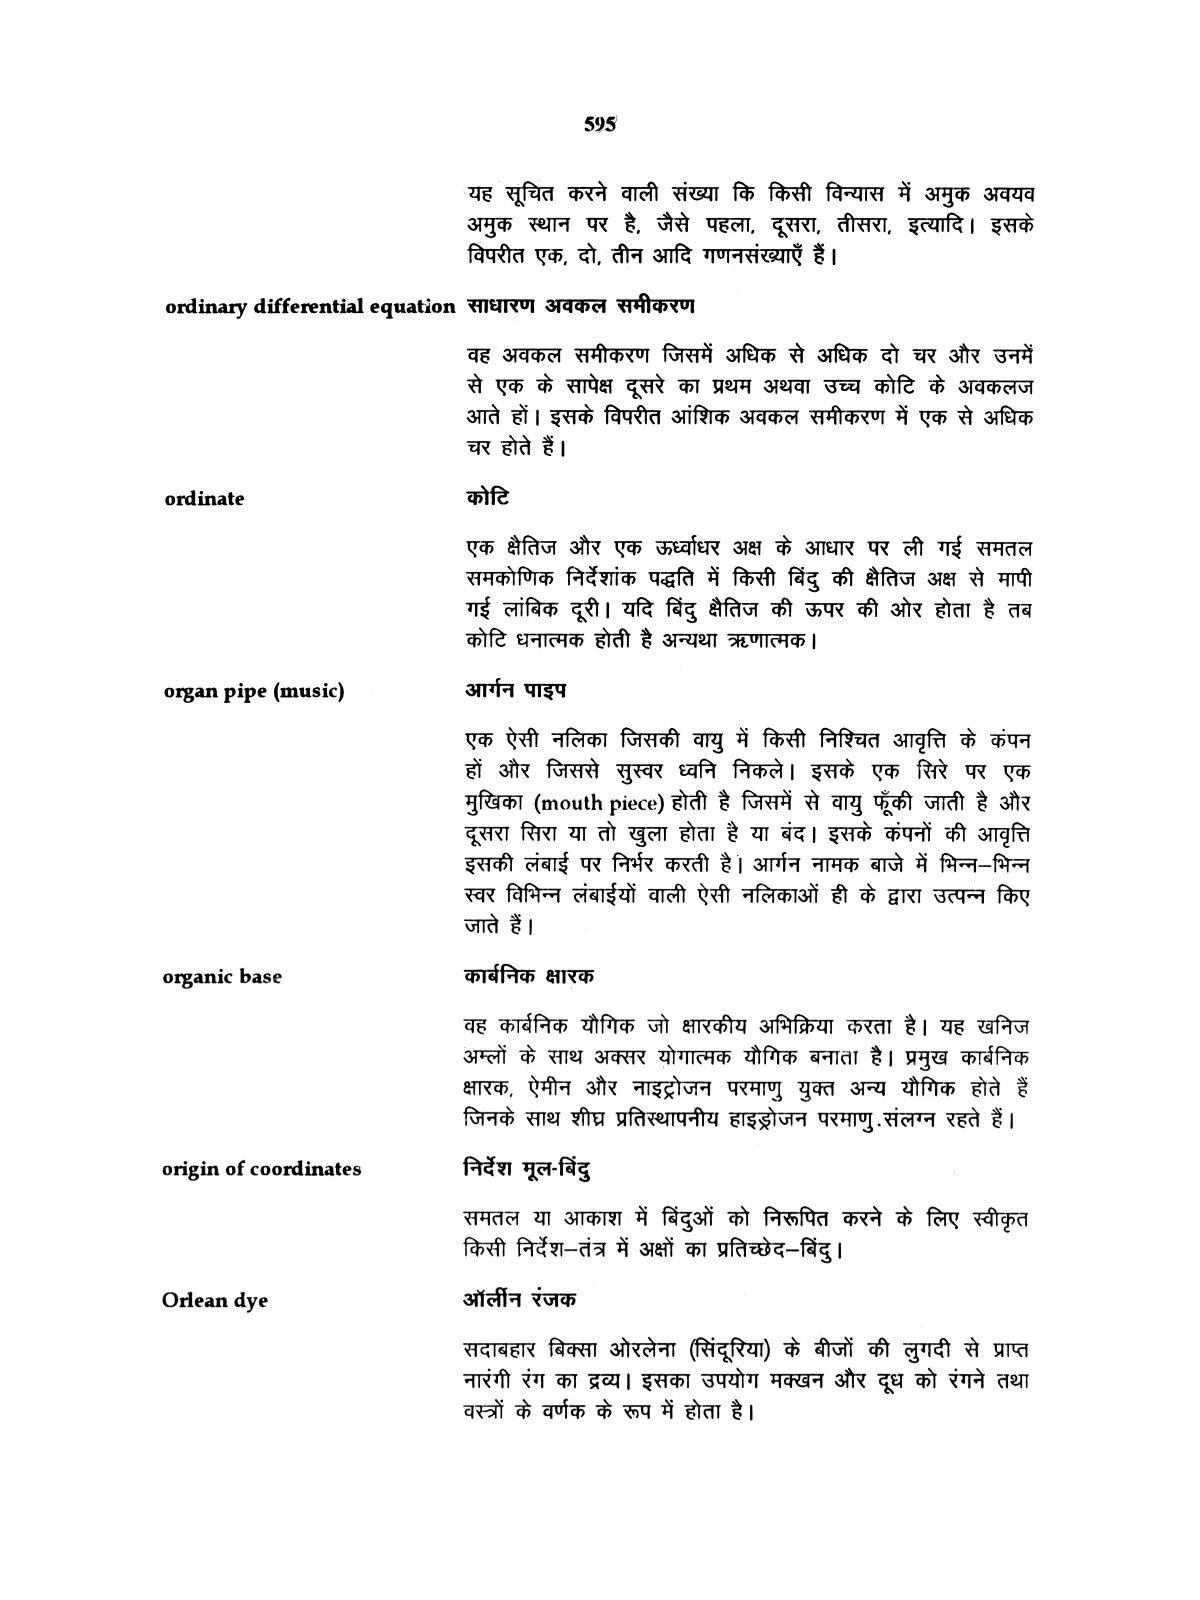 595
यह सूचित करने वाली संख्या कि किसी विन्यास में अमुक अवयव
अमुक स्थान पर है, जैसे पहला, दूसरा, तीसरा, इत्यादि। इसके
विपरीत एक, दो, तीन आदि गणनसंख्याएँ हैं।
ordinary differential equation साधारण अवकल समीकरण
वह अवकल समीकरण जिसमें अधिक से अधिक दो चर और उनमें
से एक के सापेक्ष दूसरे का प्रथम अथवा उच्च कोटि के अवकलज
आते हों। इसके विपरीत आंशिक अवकल समीकरण में एक से अधिक
चर होते हैं।
ordinate कोटि
एक क्षैतिज और एक ऊर्ध्वाधर अक्ष के आधार पर ली गई समतल
समकोणिक निर्देशांक पद्धति में किसी बिंदु की क्षैतिज अक्ष से मापी
गई लांबिक दूरी। यदि बिंदु क्षैतिज की ऊपर की ओर होता है तब
कोटि धनात्मक होती है अन्यथा ऋणात्मक।
organ pipe (music) आर्गन पाइप
एक ऐसी नलिका जिसकी वायु में किसी निश्चित आवृत्ति के कंपन
हों और जिससे सुस्वर ध्वनि निकले। इसके एक सिरे पर एक
मुखिका (mouth piece) होती है जिसमें से वायु फूँकी जाती है और
दूसरा सिरा या तो खुला होता है या बंद। इसके कंपनों की आवृत्ति
इसकी लंबाई पर निर्भर करती है। आर्गन नामक बाजे में भिन्न–भिन्न
स्वर विभिन्न लंबाईयों वाली ऐसी नलिकाओं ही के द्वारा उत्पन्न किए
जाते हैं।
organic base कार्बनिक क्षारक
वह कार्बनिक यौगिक जो क्षारकीय अभिक्रिया करता है। यह खनिज
अम्लों के साथ अक्सर योगात्मक यौगिक बनाता है। प्रमुख कार्बनिक
क्षारक, ऐमीन और नाइट्रोजन परमाणु युक्त अन्य यौगिक होते हैं
जिनके साथ शीघ्र प्रतिस्थापनीय हाइड्रोजन परमाणु संलग्न रहते हैं।
origin of coordinates निर्देश मूल-बिंदु
समतल या आकाश में बिंदुओं को निरूपित करने के लिए स्वीकृत
किसी निर्देश–तंत्र में अक्षों का प्रतिच्छेद–बिंदु।
Orlean dye ऑर्लीन रंजक
सदाबहार बिक्सा ओरलेना (सिंदूरिया) के बीजों की लुगदी से प्राप्त
नारंगी रंग का द्रव्य। इसका उपयोग मक्खन और दूध को रंगने तथा
वस्त्रों के वर्णक के रूप में होता है।